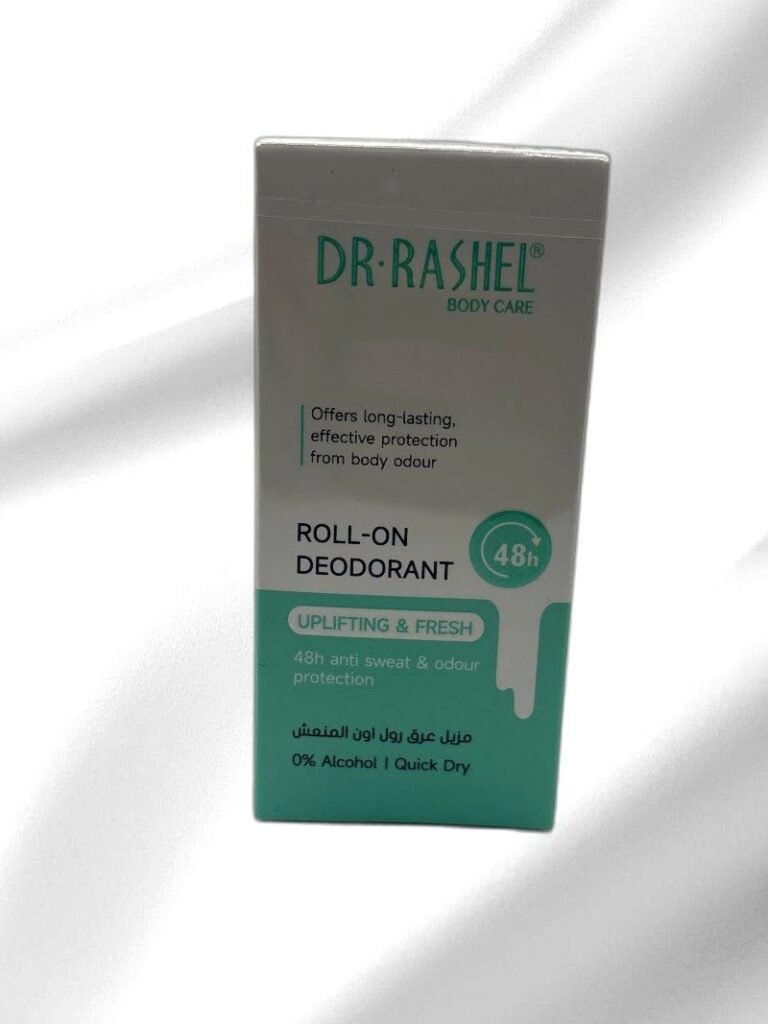 DR·RASHEL®
BODY CARE
Offers long-lasting,
effective protection
from body odour
ROLL-ON
DEODORANT
48h
UPLIFTING & FRESH
48h anti sweat & odour
protection
مزيل عرق رول اون المنعش
0% Alcohol | Quick Dry